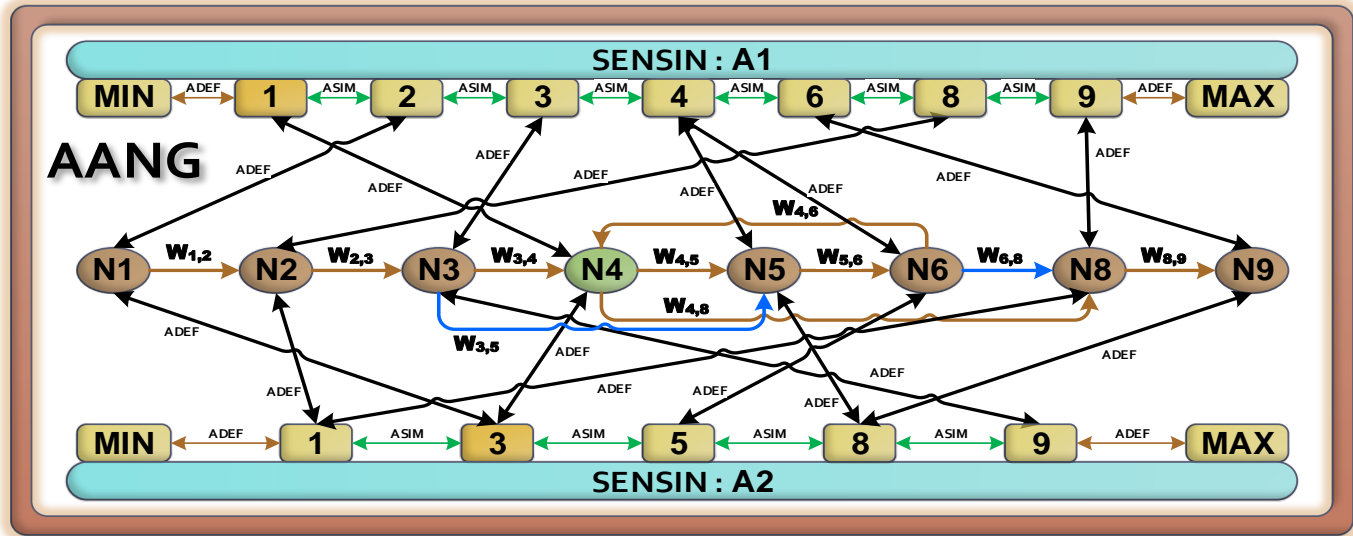 SENSIN : A1
MIN ADEF 1 ASIM 2 ASIM 3 ASIM 4 ASIM 6 ASIM 8 ASIM 9 ADEF MAX
AANG
ADEF ADEF ADEF ADEF ADEF ADEF ADEF ADEF
W4,6
N1 W1,2 N2 W2,3 N3 W3,4 N4 W4,5 N5 W5,6 N6 W6,8 N8 W8,9 N9
W4,8
W3,5
ADEF ADEF ADEF ADEF ADEF ADEF ADEF ADEF
MIN ADEF 1 ASIM 3 ASIM 5 ASIM 8 ASIM 9 ADEF MAX
SENSIN : A2